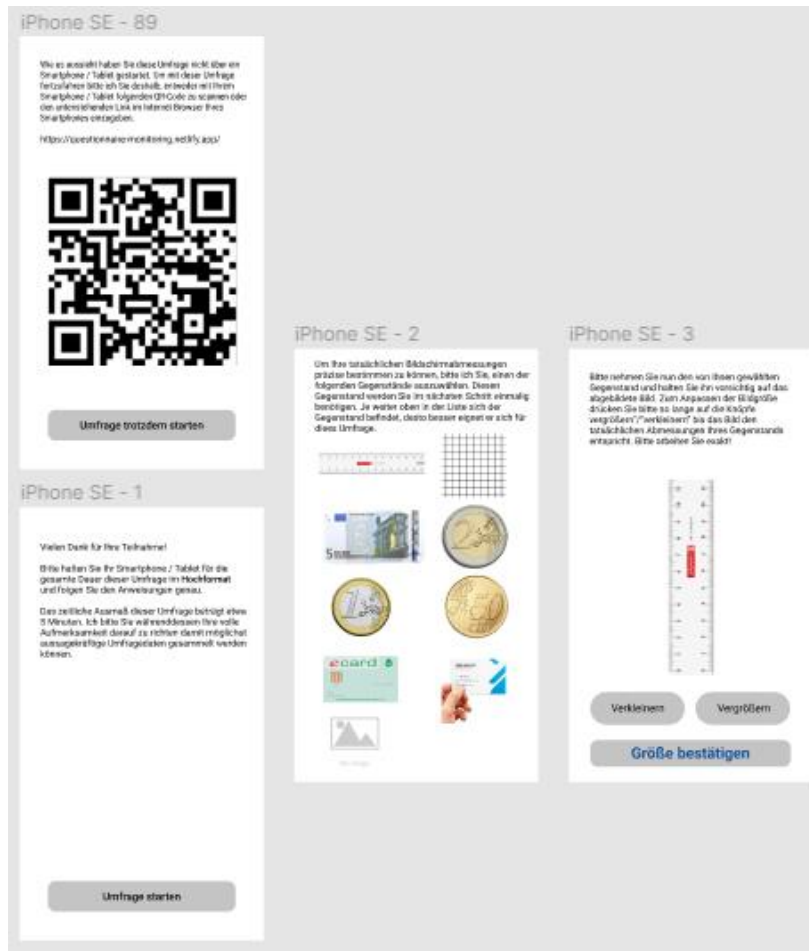 iPhone SE - 89
Wie es aussieht haben Sie diese Umfrage nicht über ein
Smartphone / Tablet gestartet. Um mit dieser Umfrage
fortzufahren bitte ich Sie deshalb, entweder mit Ihrem
Smartphone / Tablet folgenden QR-Code zu scannen oder
den untenstehenden Link im Internet Browser Ihres
Smartphones einzugeben.
https://questionnaire-monitoring.netlify.app/
Umfrage trotzdem starten
iPhone SE - 1
Vielen Dank für Ihre Teilnahme!
Bitte halten Sie Ihr Smartphone / Tablet für die
gesamte Dauer dieser Umfrage im Hochformat
und folgen Sie den Anweisungen genau.
Das zeitliche Ausmaß dieser Umfrage beträgt etwa
5 Minuten. Ich bitte Sie währenddessen Ihre volle
Aufmerksamkeit darauf zu richten damit möglichst
aussagekräftige Umfragedaten gesammelt werden
können.
Umfrage starten
iPhone SE - 2
Um Ihre tatsächlichen Bildschirmabmessungen
präzise bestimmen zu können, bitte ich Sie, einen der
folgenden Gegenstände auszuwählen. Diesen
Gegenstand werden Sie im nächsten Schritt einmalig
benötigen. Je weiter oben in der Liste sich der
Gegenstand befindet, desto besser eignet er sich für
diese Umfrage.
5 EURO
2
1
50
ecard
iPhone SE - 3
Bitte nehmen Sie nun den von Ihnen gewählten
Gegenstand und halten Sie ihn vorsichtig auf das
abgebildete Bild. Zum Anpassen der Bildgröße
drücken Sie bitte so lange auf die Knöpfe
vergrößern"/"verkleinern" bis das Bild den
tatsächlichen Abmessungen Ihres Gegenstands
entspricht. Bitte arbeiten Sie exakt!
Verkleinern
Vergrößern
Größe bestätigen